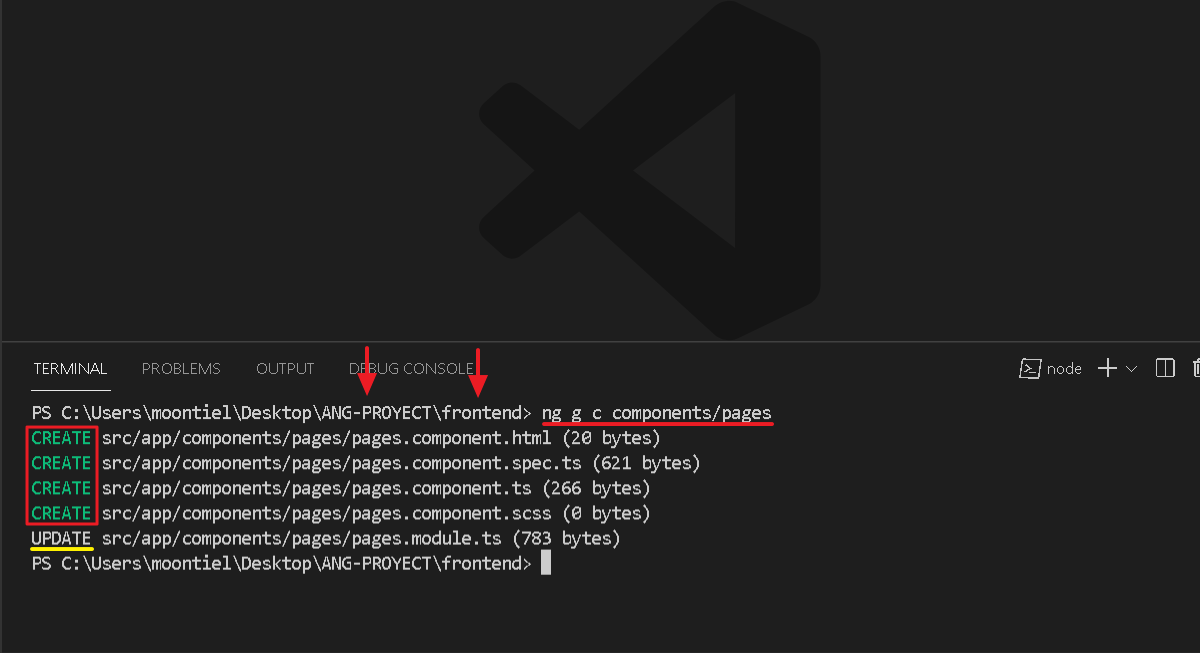 TERMINAL PROBLEMS OUTPUT DEBUG CONSOLE node
PS C:\Users\moontiel\Desktop\ANG-PROYECT\frontend> ng g c components/pages
CREATE src/app/components/pages/pages.component.html (20 bytes)
CREATE src/app/components/pages/pages.component.spec.ts (621 bytes)
CREATE src/app/components/pages/pages.component.ts (266 bytes)
CREATE src/app/components/pages/pages.component.scss (0 bytes)
UPDATE src/app/components/pages/pages.module.ts (783 bytes)
PS C:\Users\moontiel\Desktop\ANG-PROYECT\frontend>